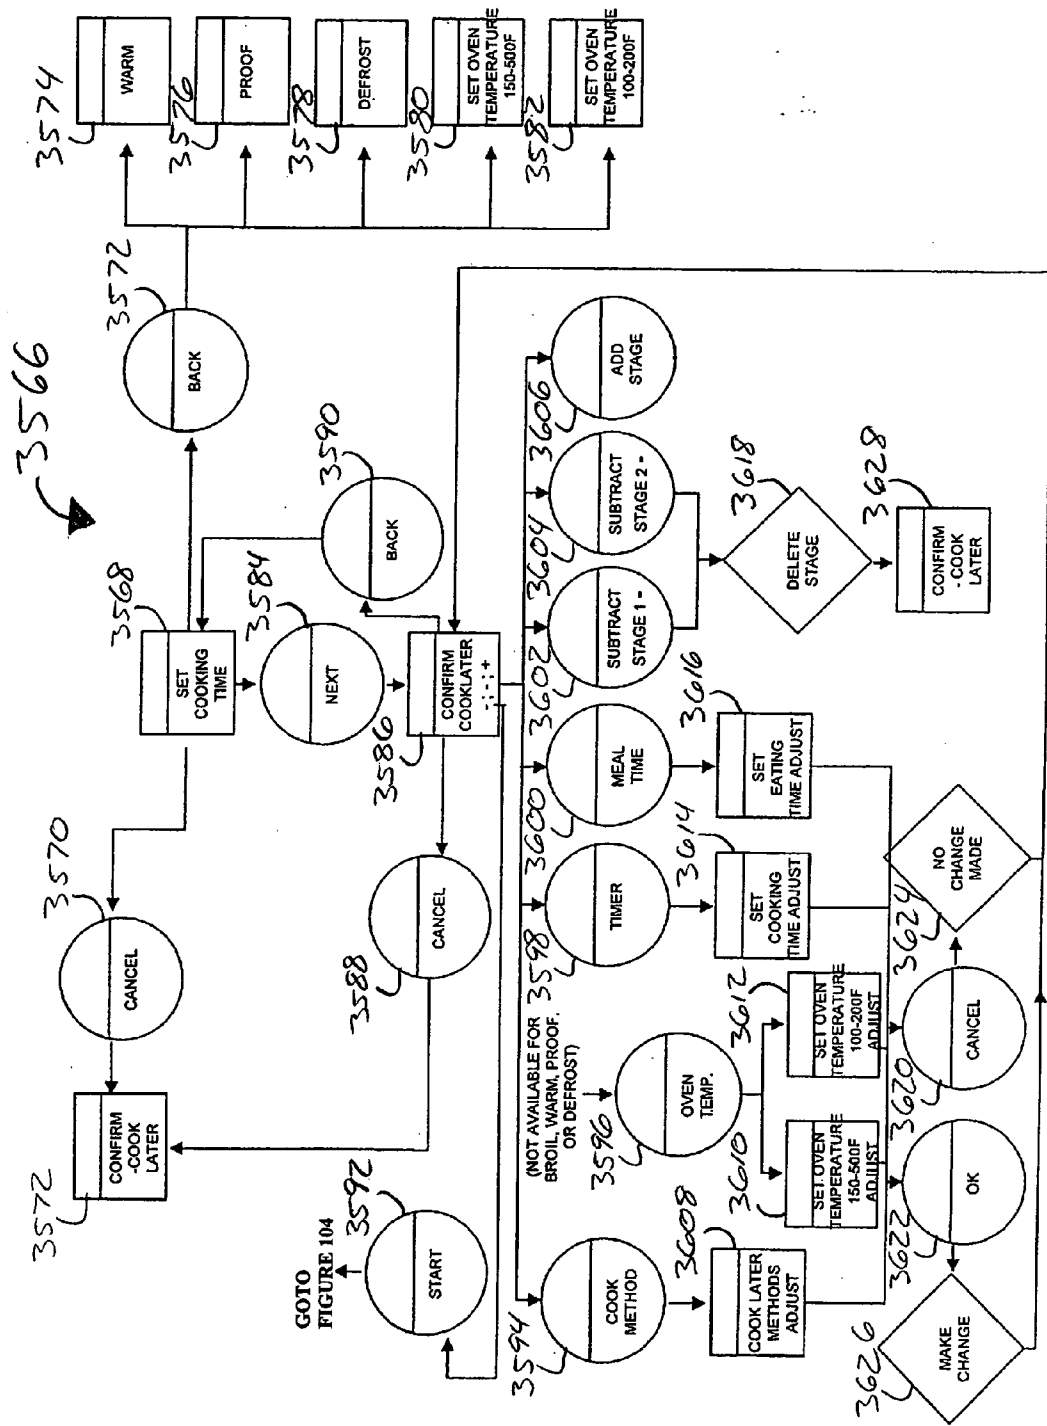 3566
3568
SET
COOKING
TIME
3570
CANCEL
3572
CONFIRM
-COOK
LATER
3572
BACK
3574
WARM
3576
PROOF
3578
DEFROST
3580
SET OVEN
TEMPERATURE
150-500F
3582
SET OVEN
TEMPERATURE
100-200F
3584
NEXT
3586
CONFIRM
COOKLATER
-:-:+
3588
CANCEL
3590
BACK
3592
START
GOTO
FIGURE 104
3594
COOK
METHOD
(NOT AVAILABLE FOR
BROIL, WARM, PROOF.
OR DEFROST)
3596
OVEN
TEMP.
3598
TIMER
3600
MEAL
TIME
3602
SUBTRACT
STAGE 1 -
3604
SUBTRACT
STAGE 2 -
3606
ADD
STAGE
3608
COOK LATER
METHODS
ADJUST
3610
SET OVEN
TEMPERATURE
150-500F
ADJUST
3612
SET OVEN
TEMPERATURE
100-200F
ADJUST
3614
SET
COOKING
TIME ADJUST
3616
SET
EATING
TIME ADJUST
3618
DELETE
STAGE
3620
CANCEL
3622
OK
3624
NO
CHANGE
MADE
3626
MAKE
CHANGE
3628
CONFIRM
- COOK
LATER